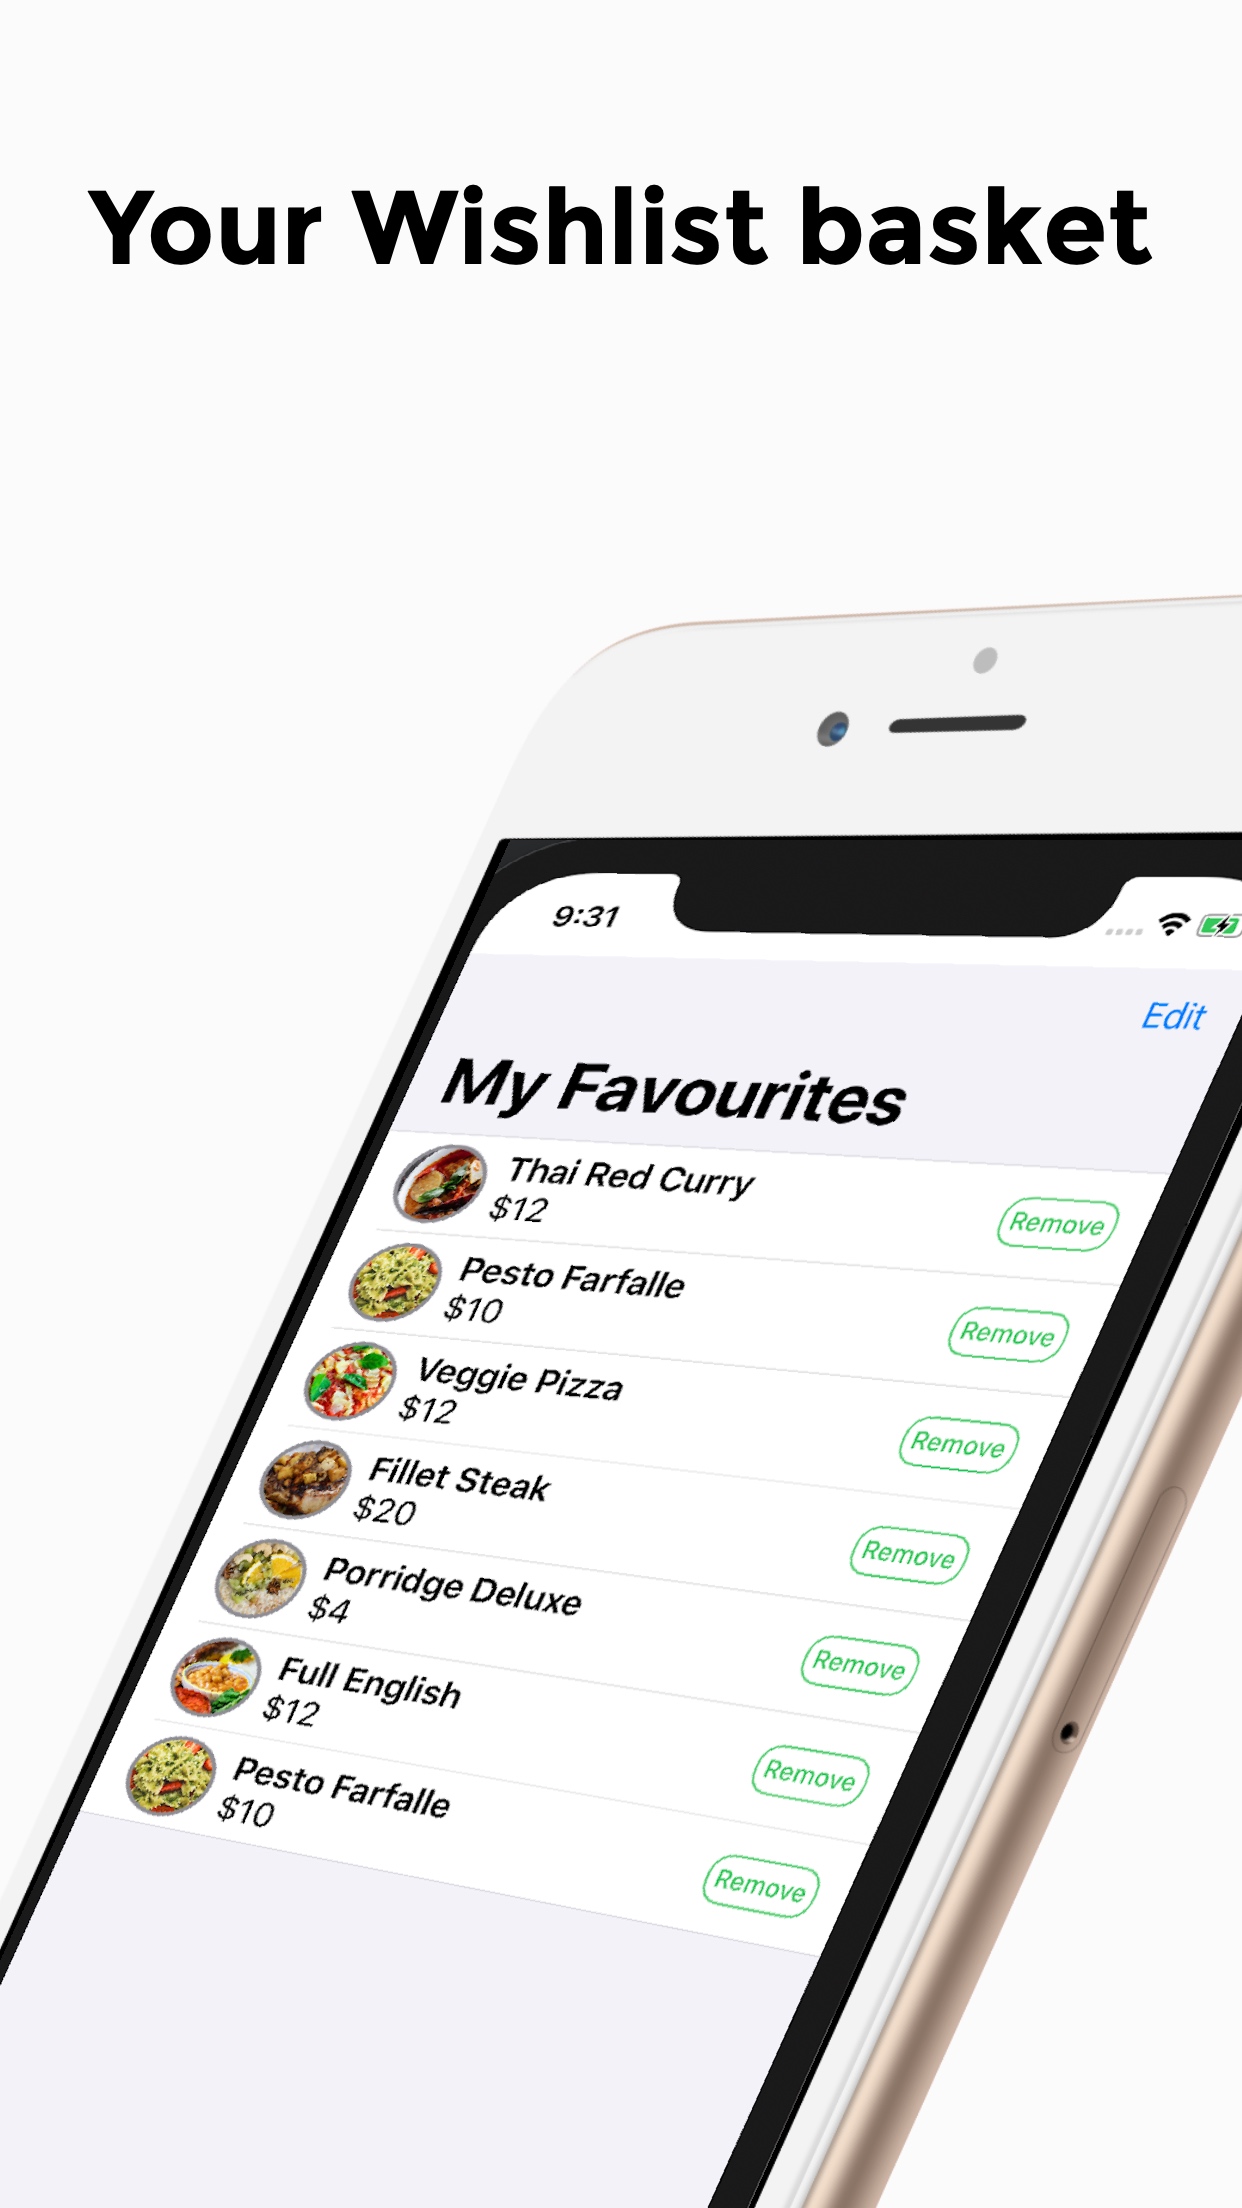 Your Wishlist basket
9:31
Edit
My Favourites
Thai Red Curry
$12
Remove
Pesto Farfalle
$10
Remove
Veggie Pizza
$12
Remove
Fillet Steak
$20
Remove
Porridge Deluxe
$4
Remove
Full English
$12
Remove
Pesto Farfalle
$10
Remove